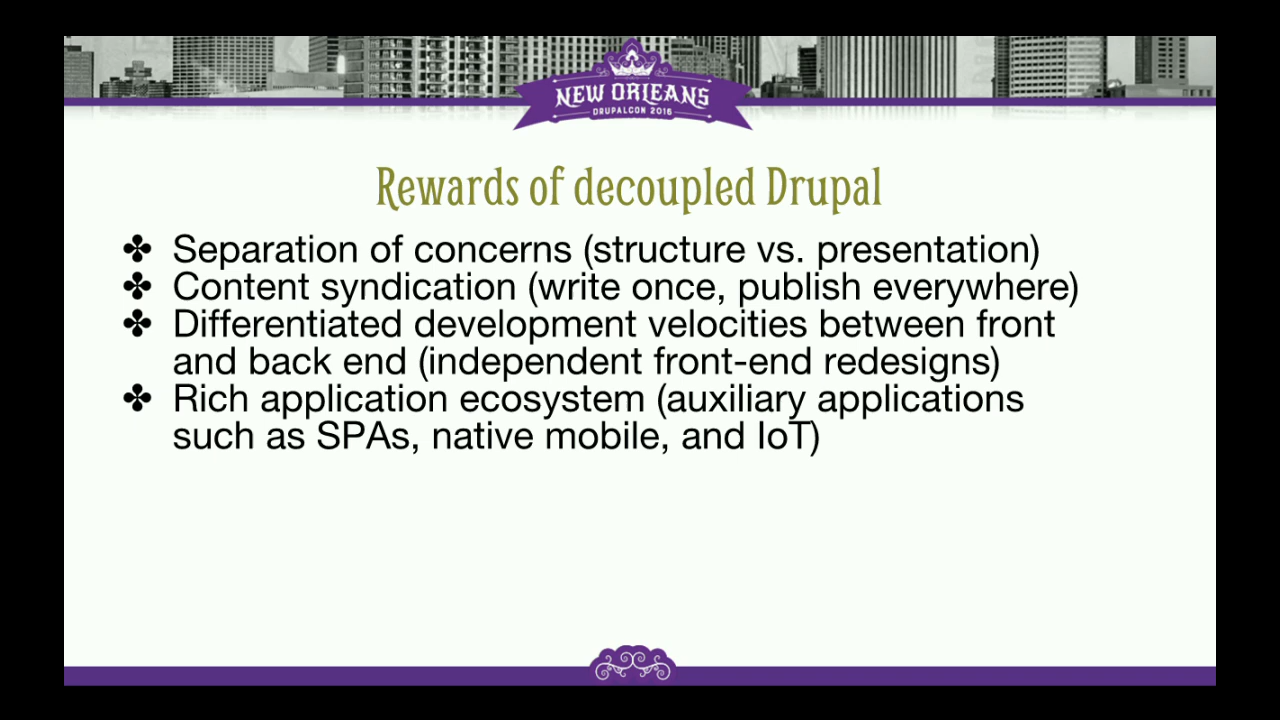 NEW ORLEANS
DRUPALCON 2016
Rewards of decoupled Drupal
✤ Separation of concerns (structure vs. presentation)
✤ Content syndication (write once, publish everywhere)
✤ Differentiated development velocities between front
and back end (independent front-end redesigns)
✤ Rich application ecosystem (auxiliary applications
such as SPAs, native mobile, and IoT)